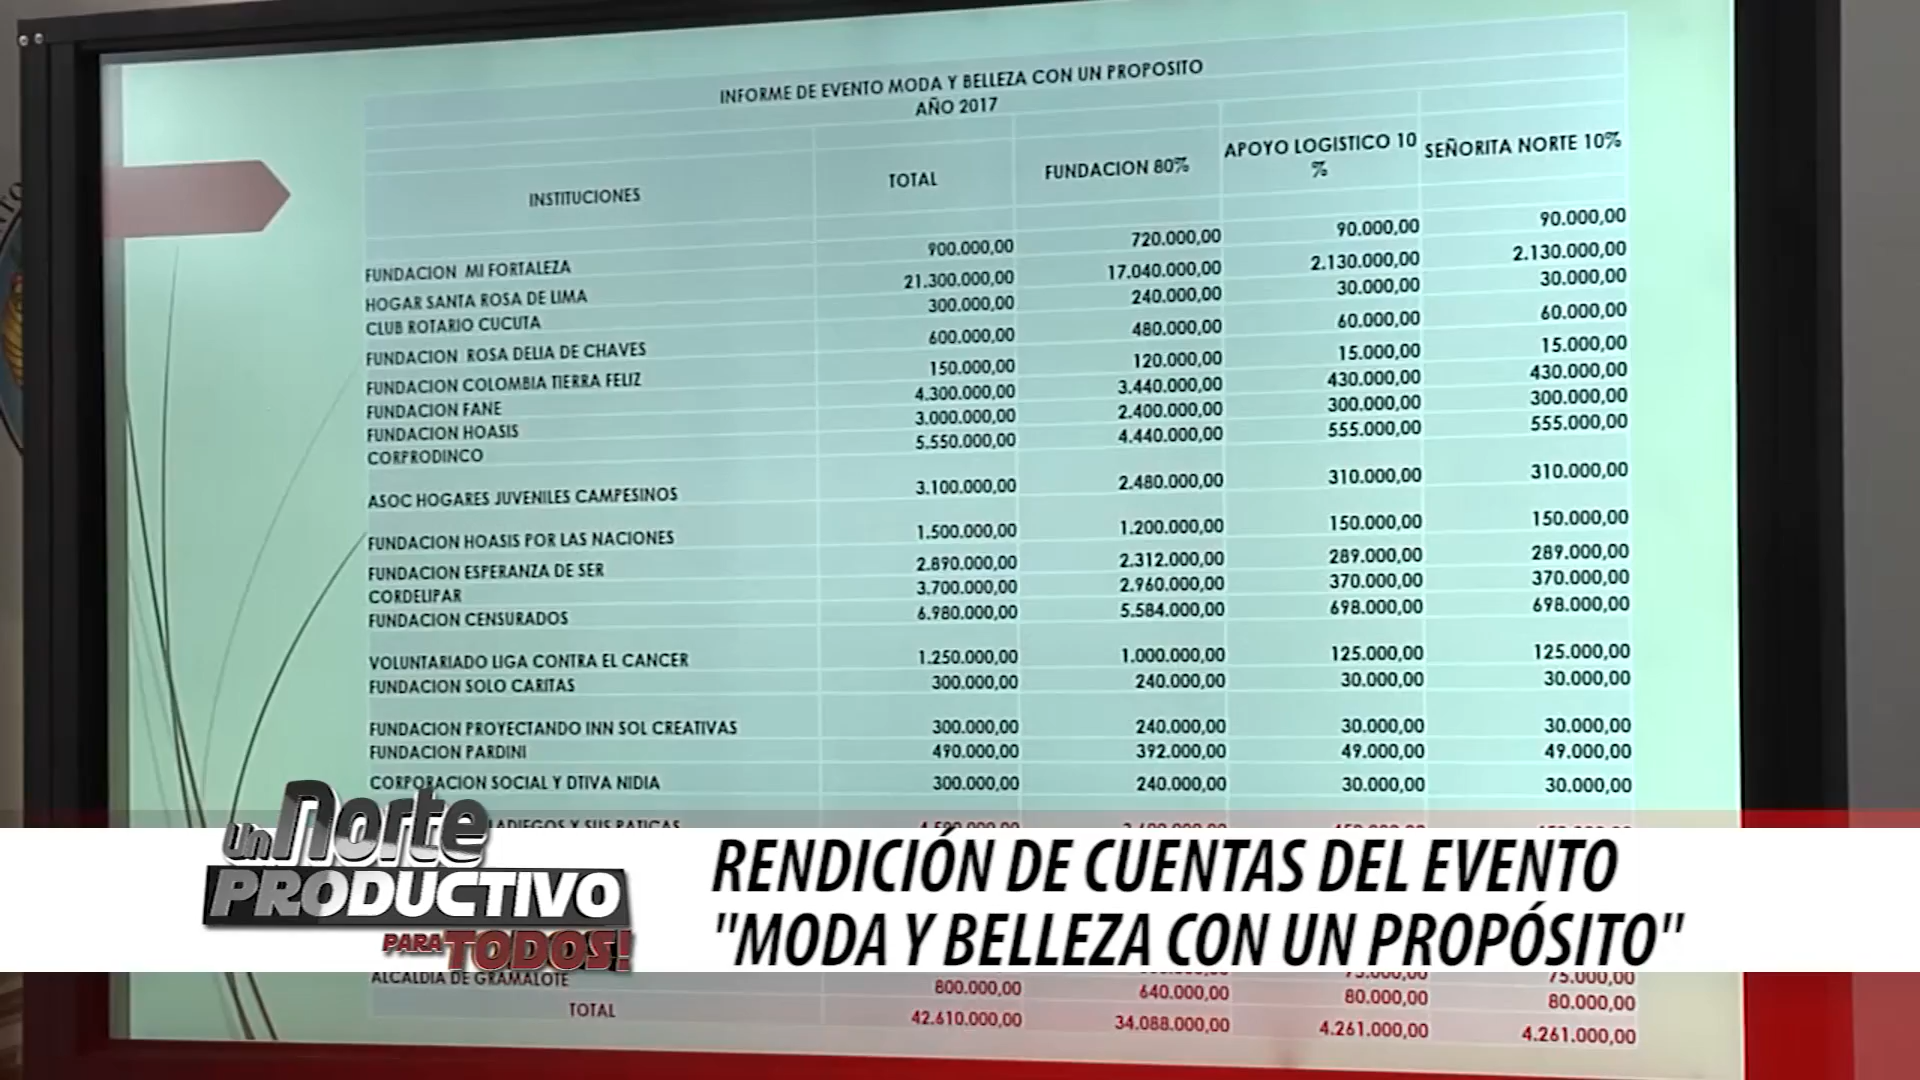 INFORME DE EVENTO MODA Y BELLEZA CON UN PROPOSITO
AÑO 2017
INSTITUCIONES TOTAL FUNDACION 80% APOYO LOGISTICO 10 % SEÑORITA NORTE 10%
FUNDACION MI FORTALEZA 900.000,00 720.000,00 90.000,00 90.000,00
HOGAR SANTA ROSA DE LIMA 21.300.000,00 17.040.000,00 2.130.000,00 2.130.000,00
CLUB ROTARIO CUCUTA 300.000,00 240.000,00 30.000,00 30.000,00
FUNDACION ROSA DELIA DE CHAVES 600.000,00 480.000,00 60.000,00 60.000,00
FUNDACION COLOMBIA TIERRA FELIZ 150.000,00 120.000,00 15.000,00 15.000,00
FUNDACION FANE 4.300.000,00 3.440.000,00 430.000,00 430.000,00
FUNDACION HOASIS 3.000.000,00 2.400.000,00 300.000,00 300.000,00
CORPRODINCO 5.550.000,00 4.440.000,00 555.000,00 555.000,00
ASOC HOGARES JUVENILES CAMPESINOS 3.100.000,00 2.480.000,00 310.000,00 310.000,00
FUNDACION HOASIS POR LAS NACIONES 1.500.000,00 1.200.000,00 150.000,00 150.000,00
FUNDACION ESPERANZA DE SER 2.890.000,00 2.312.000,00 289.000,00 289.000,00
CORDELIPAR 3.700.000,00 2.960.000,00 370.000,00 370.000,00
FUNDACION CENSURADOS 6.980.000,00 5.584.000,00 698.000,00 698.000,00
VOLUNTARIADO LIGA CONTRA EL CANCER 1.250.000,00 1.000.000,00 125.000,00 125.000,00
FUNDACION SOLO CARITAS 300.000,00 240.000,00 30.000,00 30.000,00
FUNDACION PROYECTANDO INN SOL CREATIVAS 300.000,00 240.000,00 30.000,00 30.000,00
FUNDACION PARDINI 490.000,00 392.000,00 49.000,00 49.000,00
CORPORACION SOCIAL Y DTIVA NIDIA 300.000,00 240.000,00 30.000,00 30.000,00
Y SUS PATICAS
Un Norte
PRODUCTIVO
PARA TODOS!
RENDICIÓN DE CUENTAS DEL EVENTO
"MODA Y BELLEZA CON UN PROPÓSITO"
75.000,00 75.000,00
ALCALDIA DE GRAMALOTE 800.000,00 640.000,00 80.000,00 80.000,00
TOTAL 42.610.000,00 34.088.000,00 4.261.000,00 4.261.000,00